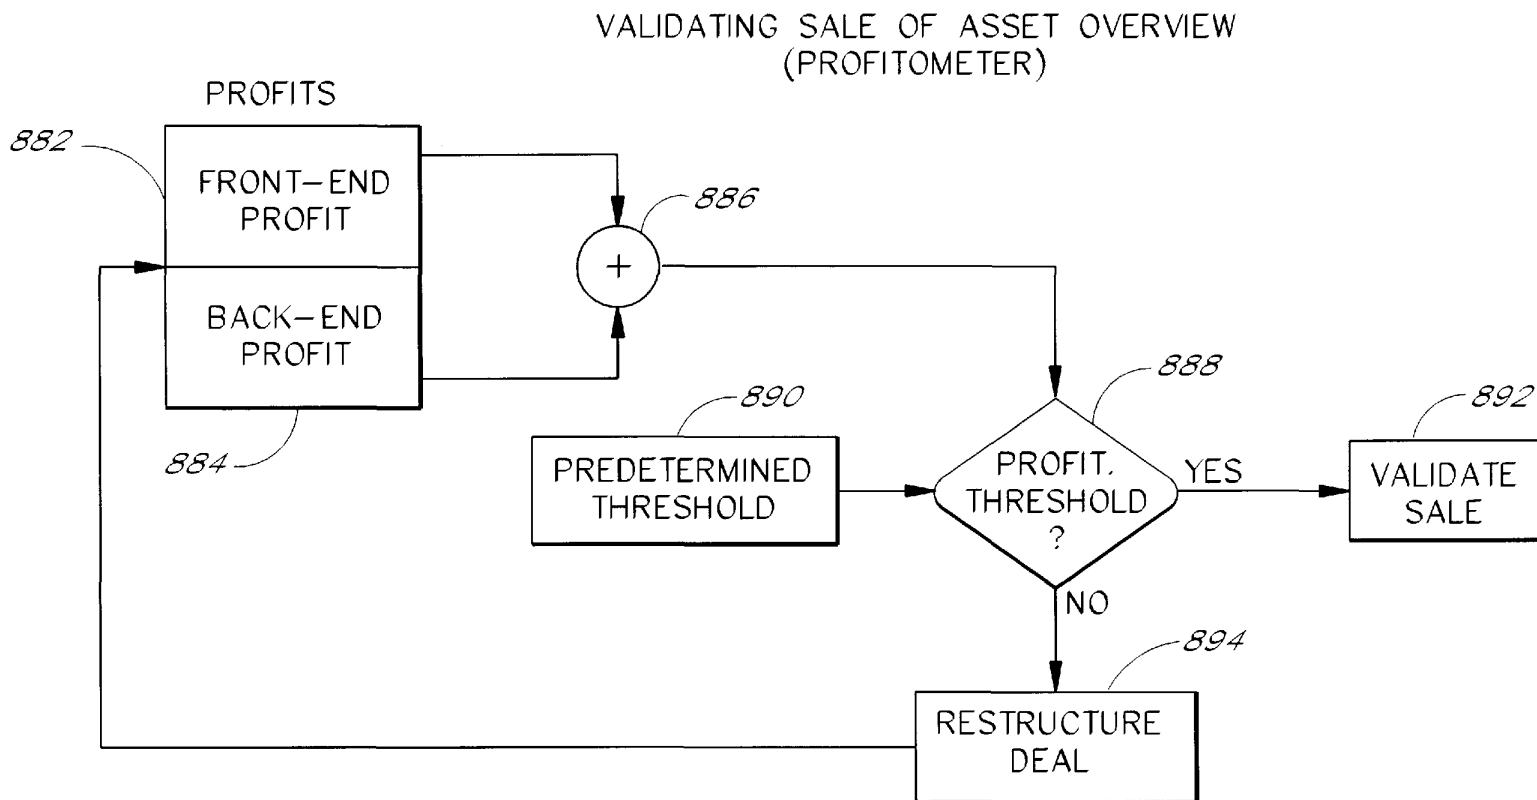 VALIDATING SALE OF ASSET OVERVIEW
(PROFITOMETER)
PROFITS
882
FRONT-END
PROFIT
886
BACK-END
PROFIT
884
890
PREDETERMINED
THRESHOLD
888
PROFIT.
THRESHOLD
?
YES
892
VALIDATE
SALE
NO
894
RESTRUCTURE
DEAL